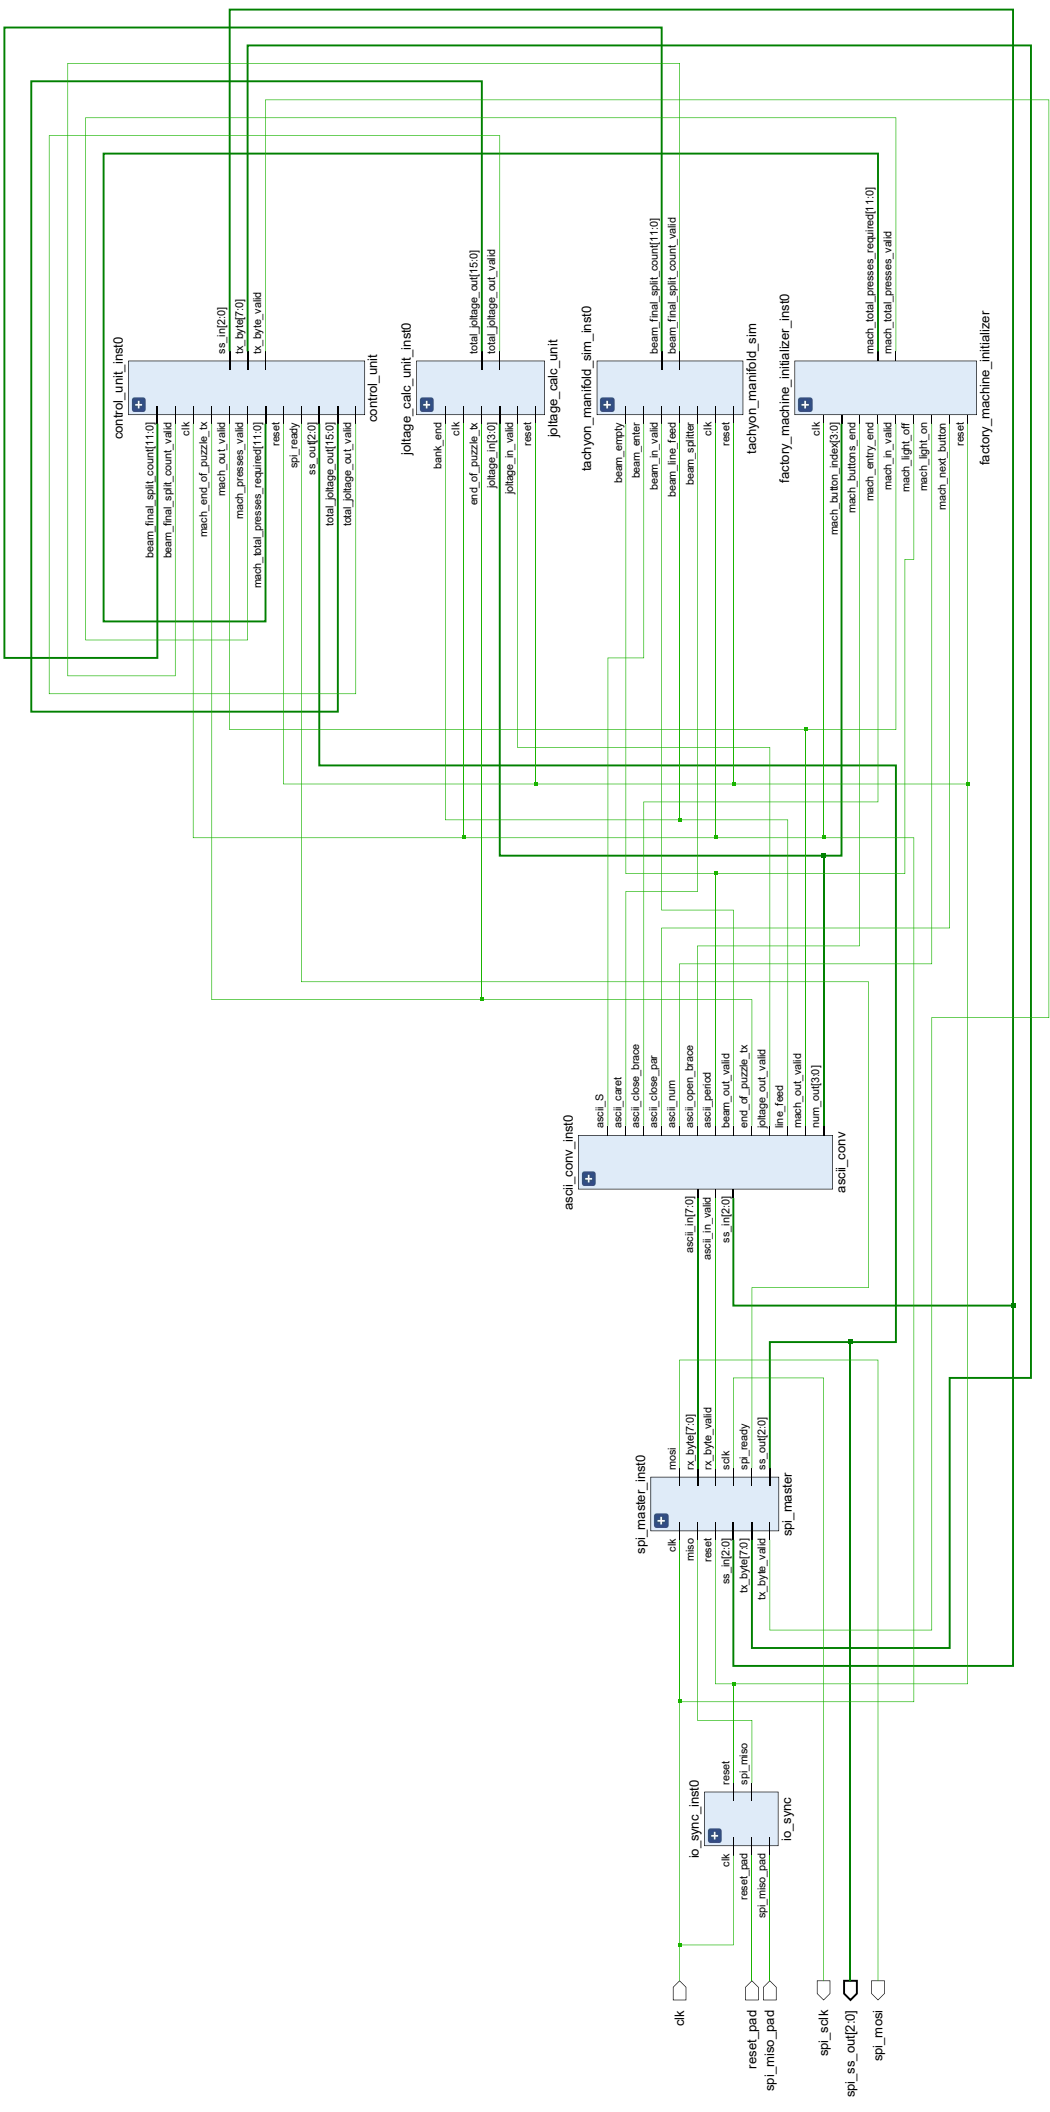 ss_in[2:0]
tx_byte[7:0]
tx_byte_valid
control_unit_inst0
control_unit
beam_final_split_count[11:0]
beam_final_split_count_valid
clk
mach_end_of_puzzle_tx
mach_out_valid
mach_presses_valid
mach_total_presses_required[11:0]
reset
spi_ready
ss_out[2:0]
total_joltage_out[15:0]
total_joltage_out_valid
total_joltage_out[15:0]
total_joltage_out_valid
joltage_calc_unit_inst0
joltage_calc_unit
bank_end
clk
end_of_puzzle_tx
joltage_in[3:0]
joltage_in_valid
reset
beam_final_split_count[11:0]
beam_final_split_count_valid
tachyon_manifold_sim_inst0
tachyon_manifold_sim
beam_empty
beam_enter
beam_in_valid
beam_line_feed
beam_splitter
clk
reset
mach_total_presses_required[11:0]
mach_total_presses_valid
factory_machine_initializer_inst0
factory_machine_initializer
clk
mach_button_index[3:0]
mach_buttons_end
mach_entry_end
mach_in_valid
mach_light_off
mach_light_on
mach_next_button
reset
ascii_S
ascii_caret
ascii_close_brace
ascii_close_par
ascii_num
ascii_open_brace
ascii_period
beam_out_valid
end_of_puzzle_tx
joltage_out_valid
line_feed
mach_out_valid
num_out[3:0]
ascii_conv_inst0
ascii_conv
ascii_in[7:0]
ascii_in_valid
ss_in[2:0]
mosi
rx_byte[7:0]
rx_byte_valid
sclk
spi_ready
ss_out[2:0]
spi_master_inst0
spi_master
clk
miso
reset
ss_in[2:0]
tx_byte[7:0]
tx_byte_valid
reset
spi_miso
io_sync_inst0
io_sync
clk
reset_pad
spi_miso_pad
clk
reset_pad
spi_miso_pad
spi_sclk
spi_ss_out[2:0]
spi_mosi